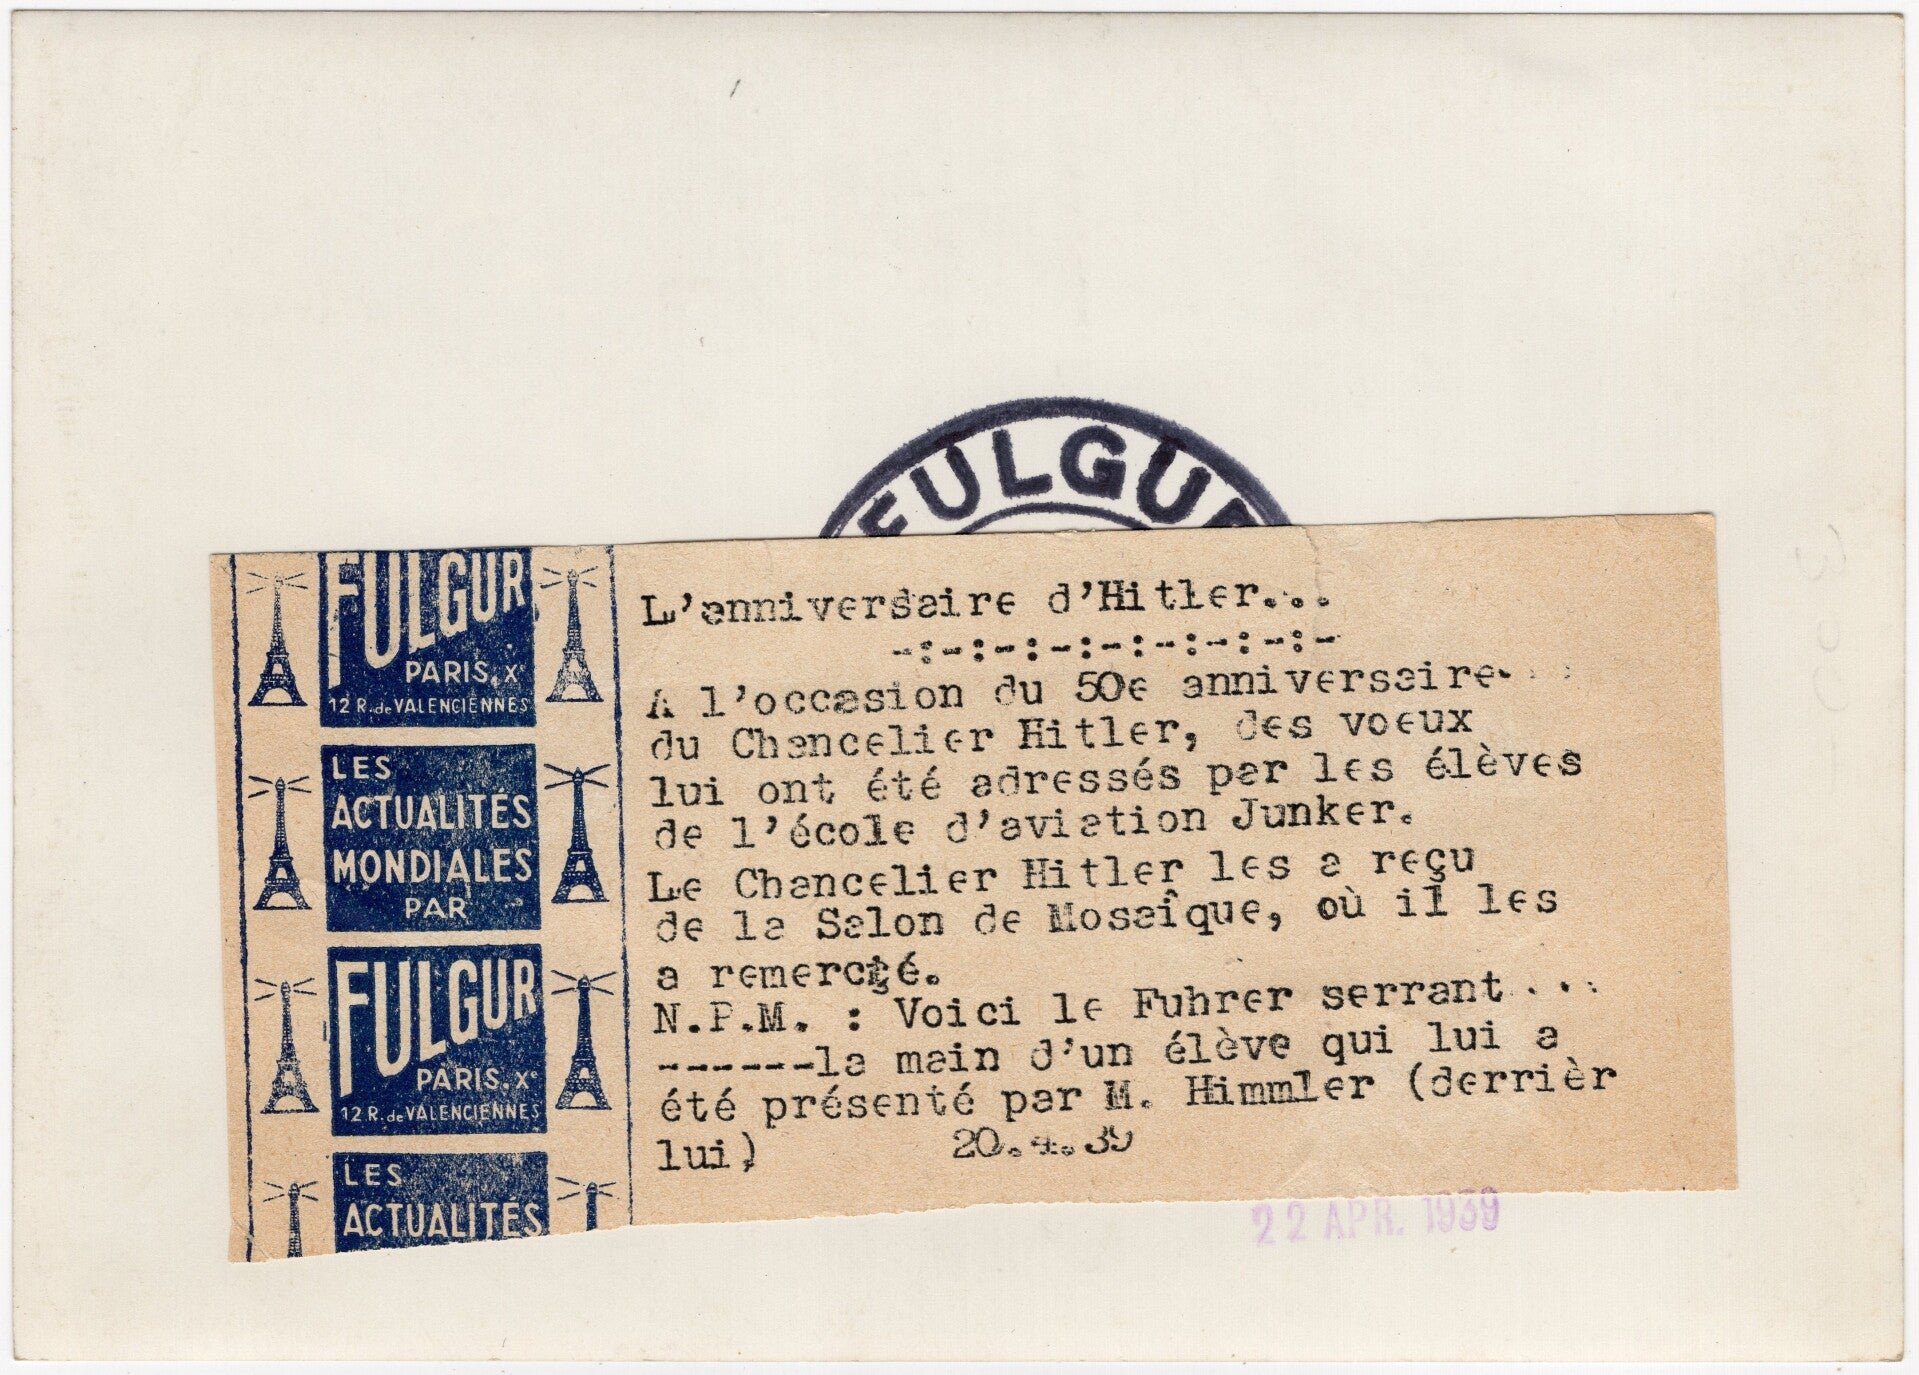 FULGUR
FULGUR
PARIS, Xe
12 R. de VALENCIENNES
LES
ACTUALITÉS
MONDIALES
PAR
FULGUR
PARIS. Xe
12 R. de VALENCIENNES
LES
ACTUALITÉS
L'anniversaire d'Hitler...
-:-:-:-:-:-:-:-:-
A l'occasion du 50e anniversaire...
du Chancelier Hitler, des voeux
lui ont été adressés par les élèves
de l'école d'aviation Junker.
Le Chancelier Hitler les a reçu
de la Salon de Mosaîque, où il les
a remercié.
N.P.M. : Voici le Fuhrer serrant ...
------la main d'un élève qui lui a
été présenté par M. Himmler (derrièr
lui) 20.4.39
22 APR. 1939